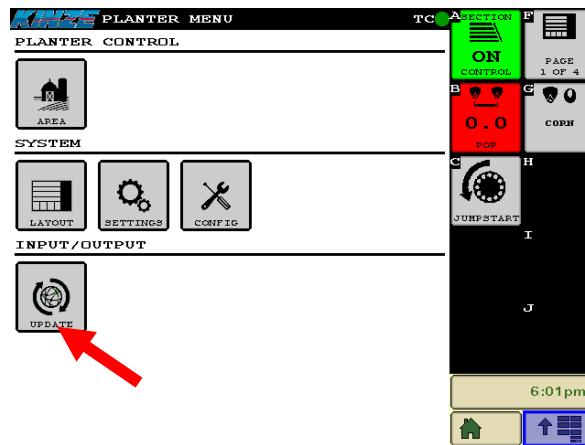 KINZE PLANTER MENU TC
PLANTER CONTROL
AREA
SYSTEM
LAYOUT SETTINGS CONFIG
INPUT/OUTPUT
UPDATE
A SECTION
ON
CONTROL
F
PAGE
1 OF 4
B
0.0
POP
G
CORN
C
JUMPSTART
H
I
J
6:01pm